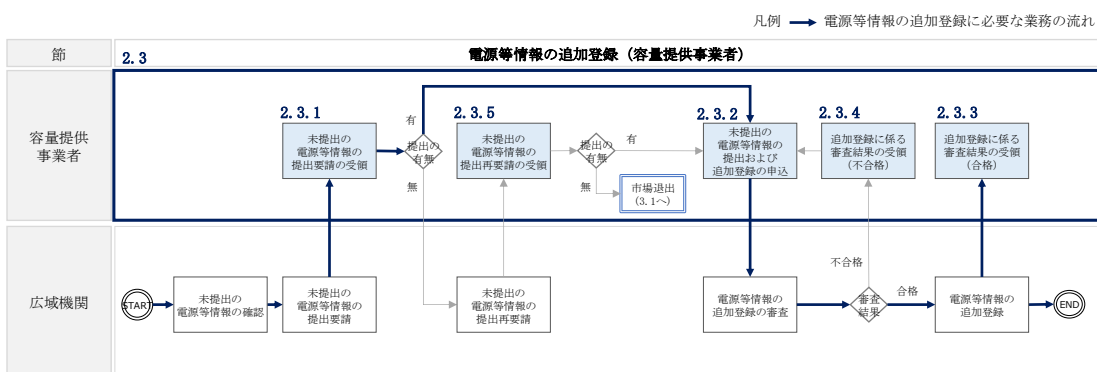 凡例 電源等情報の追加登録に必要な業務の流れ
節
2.3
電源等情報の追加登録（容量提供事業者）
容量提供
事業者
2.3.1
未提出の
電源等情報の
提出要請の受領
有
提出の
有無
無
2.3.5
未提出の
電源等情報の
提出再要請の受領
提出の
有無
有
無
市場退出
(3.1へ)
2.3.2
未提出の
電源等情報の
提出および
追加登録の申込
2.3.4
追加登録に係る
審査結果の受領
（不合格）
2.3.3
追加登録に係る
審査結果の受領
（合格）
広域機関
START
未提出の
電源等情報の確認
未提出の
電源等情報の
提出要請
未提出の
電源等情報の
提出再要請
電源等情報の
追加登録の審査
不合格
審査
結果
合格
電源等情報の
追加登録
END